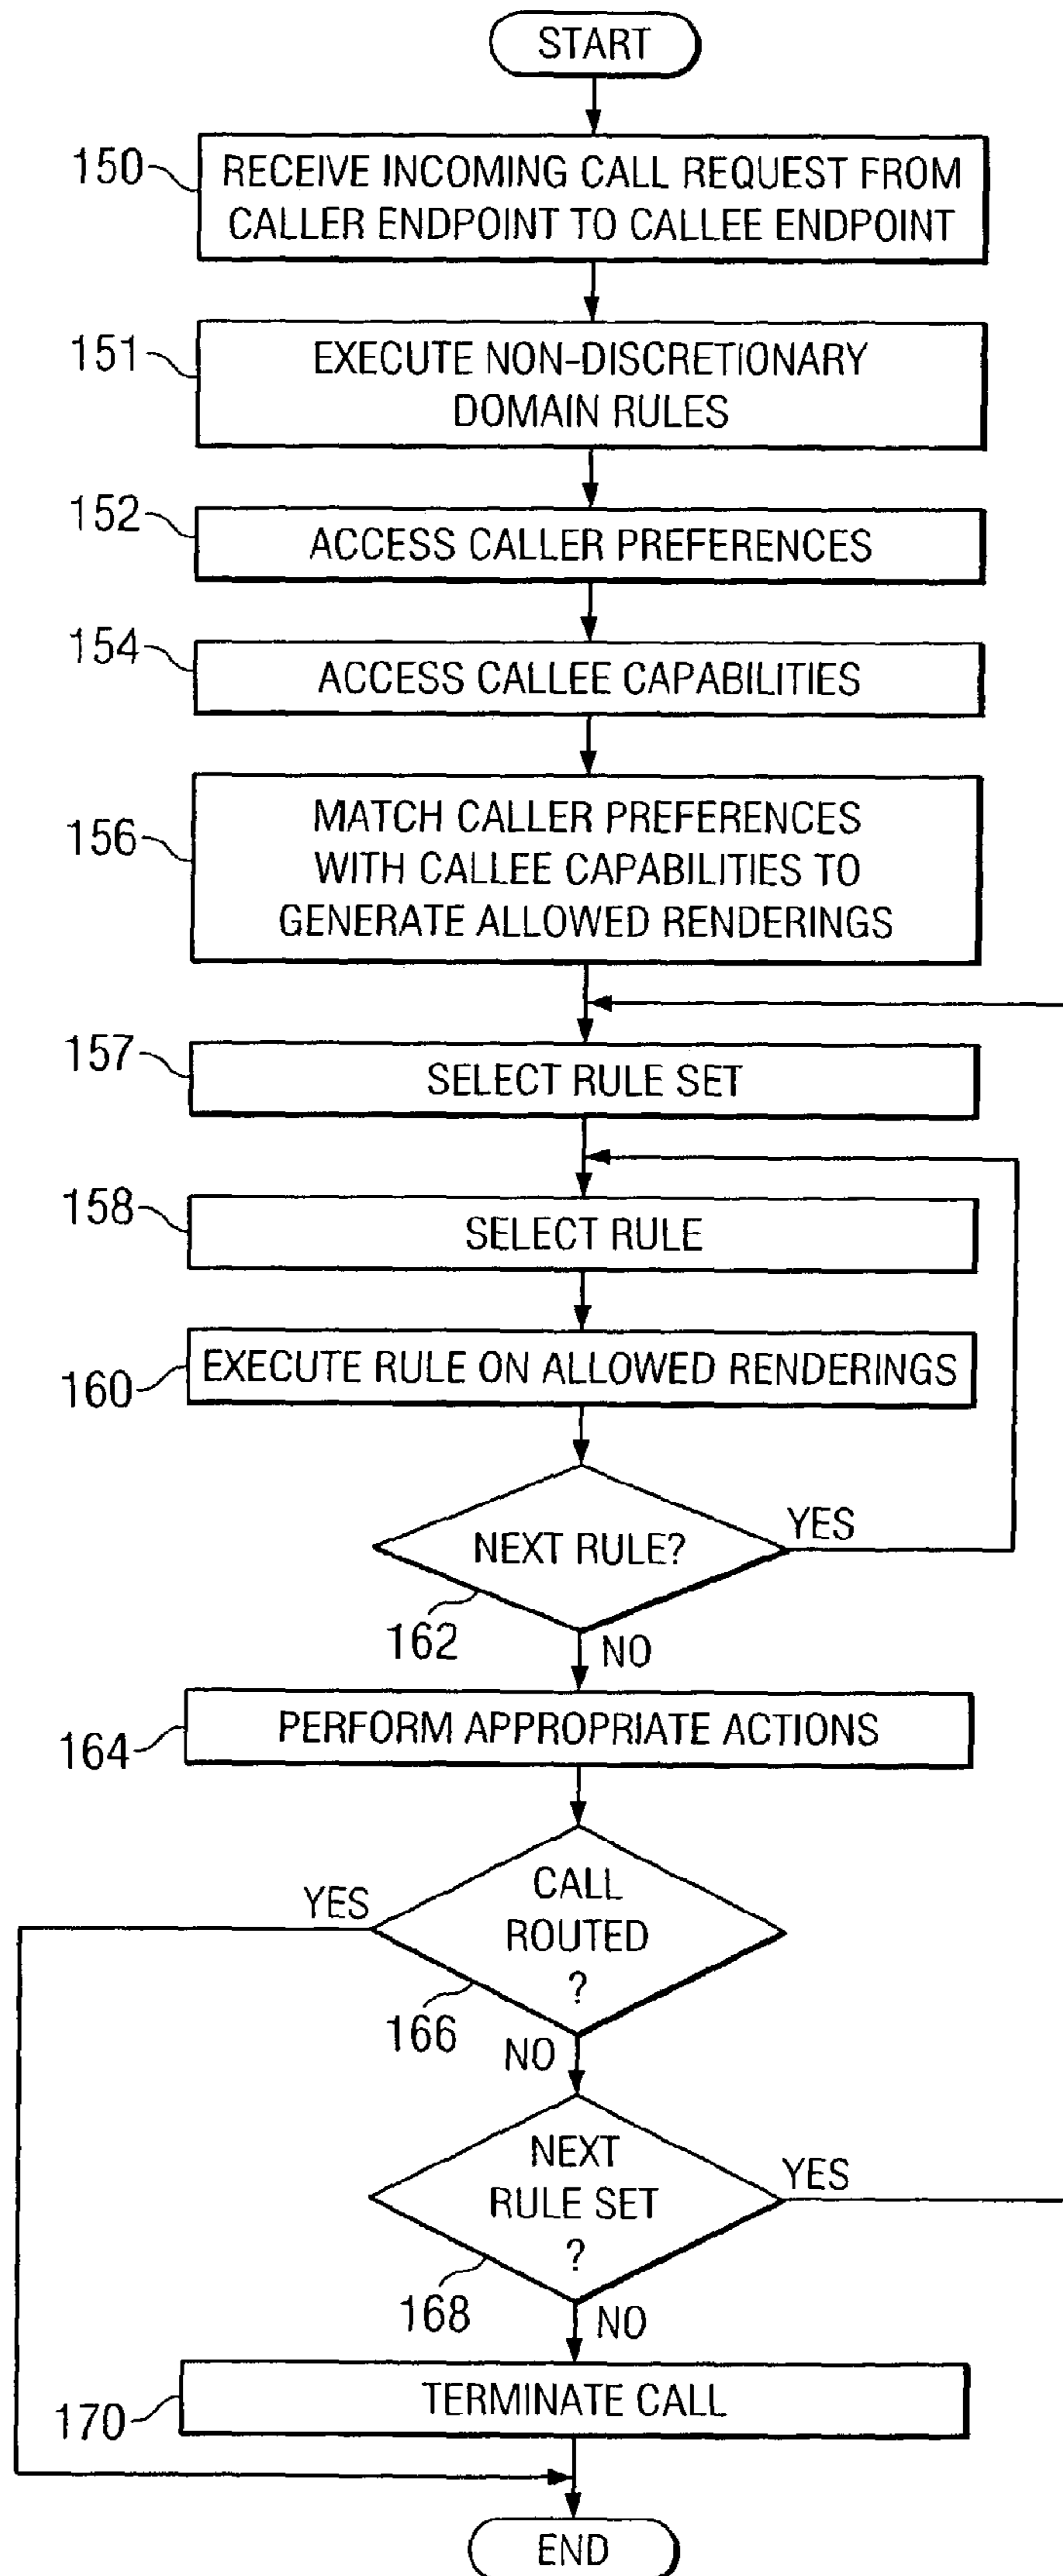 START
150
RECEIVE INCOMING CALL REQUEST FROM
CALLER ENDPOINT TO CALLEE ENDPOINT
151
EXECUTE NON-DISCRETIONARY
DOMAIN RULES
152
ACCESS CALLER PREFERENCES
154
ACCESS CALLEE CAPABILITIES
156
MATCH CALLER PREFERENCES
WITH CALLEE CAPABILITIES TO
GENERATE ALLOWED RENDERINGS
157
SELECT RULE SET
158
SELECT RULE
160
EXECUTE RULE ON ALLOWED RENDERINGS
NEXT RULE?
YES
162
NO
164
PERFORM APPROPRIATE ACTIONS
YES
CALL
ROUTED
?
166
NO
NEXT
RULE SET
?
YES
168
NO
170
TERMINATE CALL
END